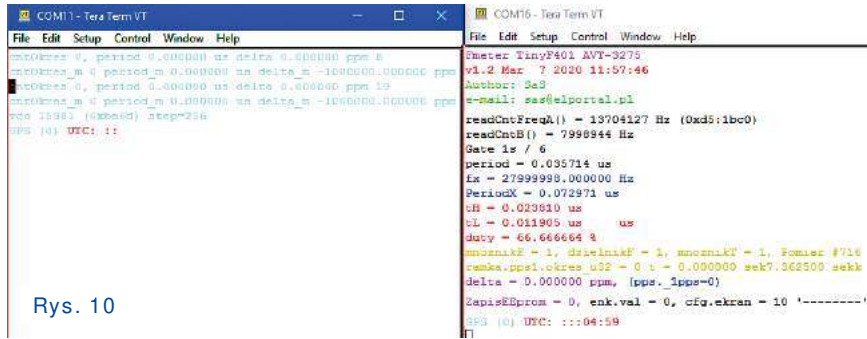 COM11 - Tera Term VT
File Edit Setup Control Window Help
cntOkres 0, period 0.000000 us delta 0.000000 ppm 8
cntOkres_m 0 period_m 0.000000 us delta_m -1000000.000000 ppm
cntOkres 0, period 0.000000 us delta 0.000000 ppm 19
cntOkres_m 0 period_m 0.000000 us delta_m -1000000.000000 ppm
step=256
GPS (0) UTC: ::
Rys. 10
COM16 - Tera Term VT
File Edit Setup Control Window Help
Fmeter TinyF401 AVT-3275
v1.2 Mar 7 2020 11:57:46
Author: SaS
e-mail: sas@elportal.pl
readCntFreqA() = 13704127 Hz (0xd5:1bc0)
readCntB() = 7998944 Hz
Gate 1s / 6
period = 0.035714 us
fx = 27999998.000000 Hz
PeriodX = 0.072971 us
tH = 0.023810 us
tL = 0.011905 us us
duty = 66.666664 %
mnoznikF = 1, dzielnikF = 1, mnoznikT = 1, Pomiar #716
ramka.pps1.okres_u32 = 0 t = 0.000000 sek7.362500 sekk
delta = 0.000000 ppm, (pps._1pps=0)
ZapisEEprom = 0, enk.val = 0, cfg.ekran = 10 '--------'
GPS (0) UTC: :::04:59